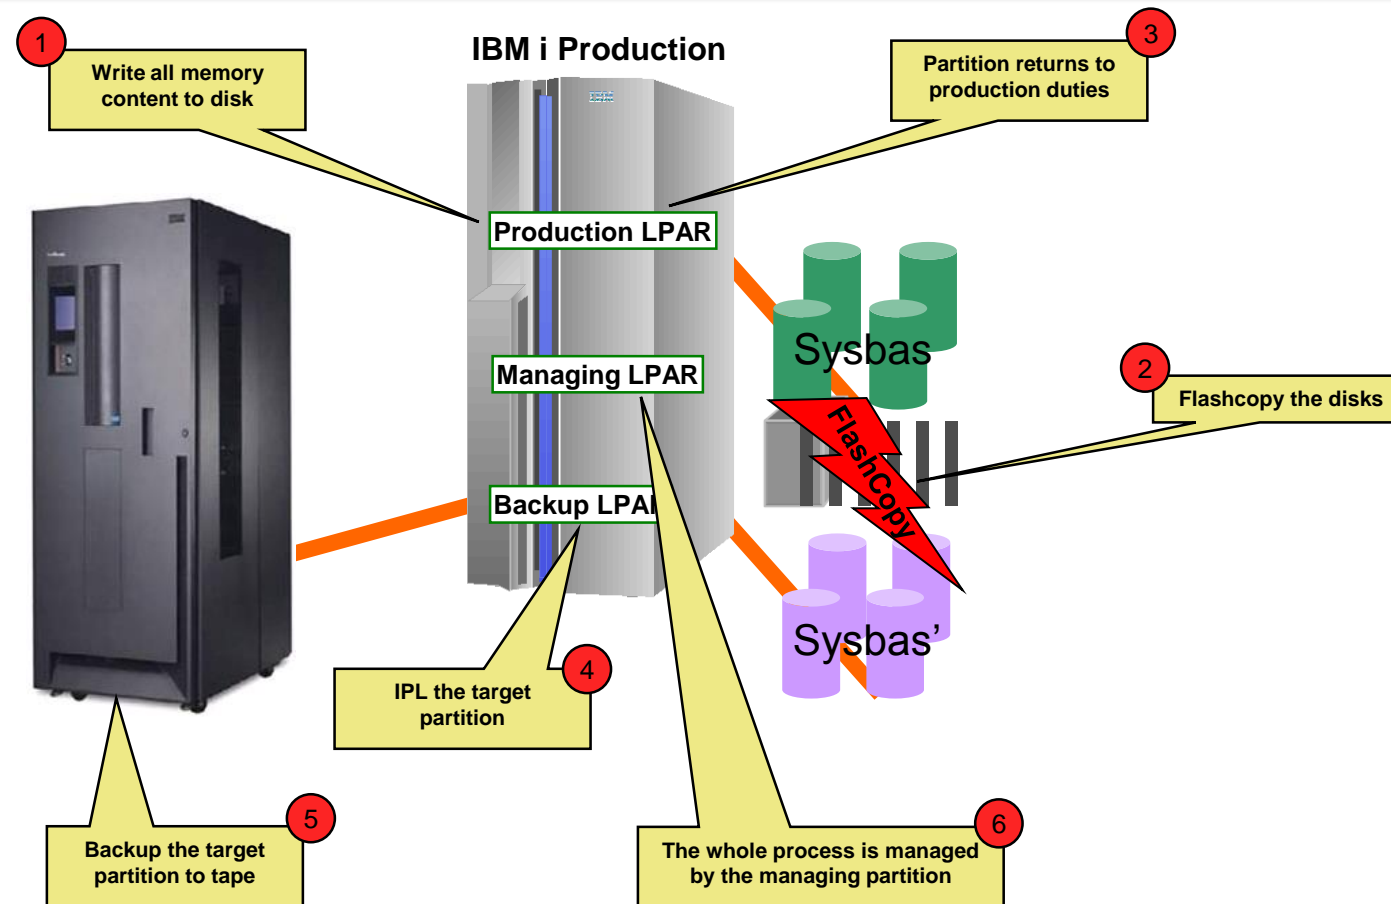 1
Write all memory
content to disk
IBM i Production
3
Partition returns to
production duties
IBM
Production LPAR
Managing LPAR
Backup LPAR
Sysbas
2
Flashcopy the disks
FlashCopy
Sysbas’
4
IPL the target
partition
5
Backup the target
partition to tape
6
The whole process is managed
by the managing partition